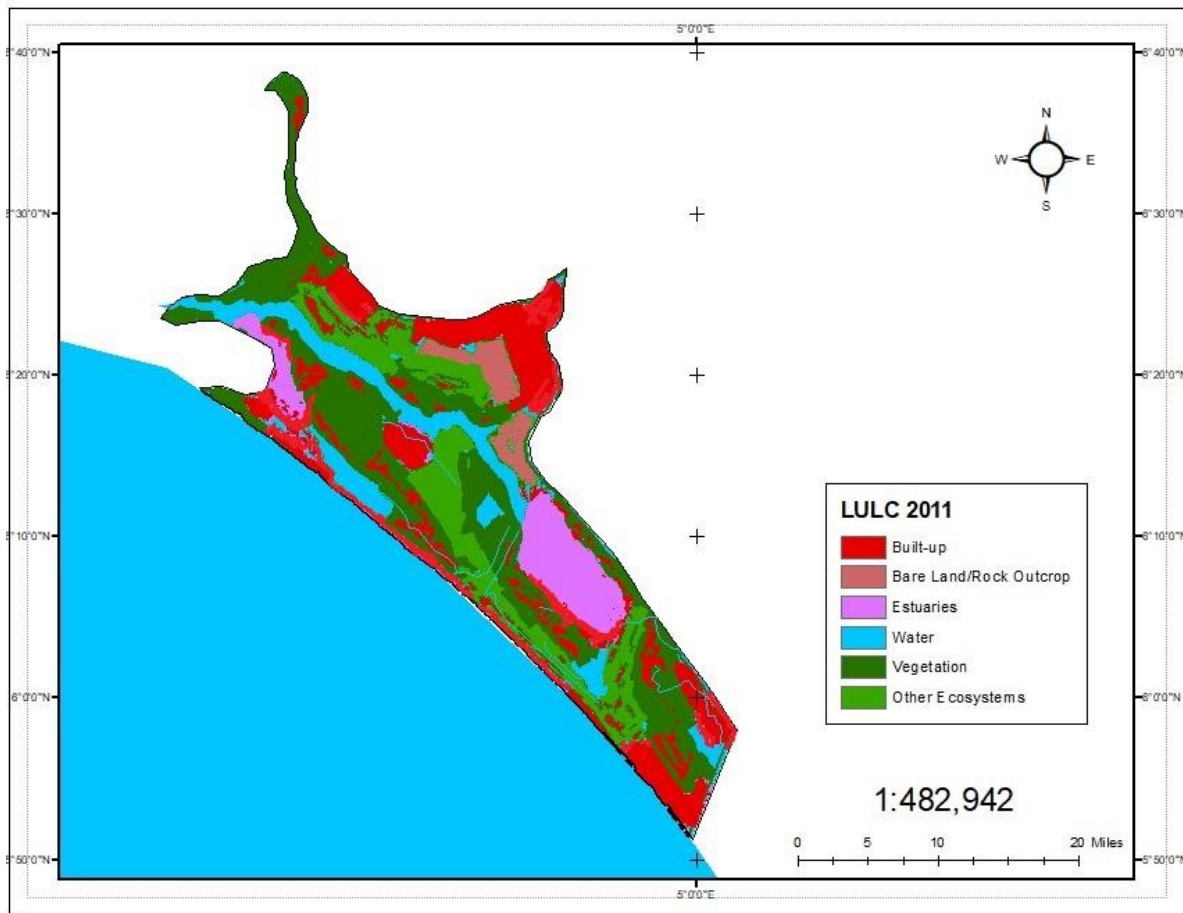 5°0'0"E
6°40'0"N
6°40'0"N
N
W
E
S
6°30'0"N
6°30'0"N
6°20'0"N
6°20'0"N
6°10'0"N
6°10'0"N
LULC 2011
Built-up
Bare Land/Rock Outcrop
Estuaries
Water
Vegetation
Other Ecosystems
6°0'0"N
6°0'0"N
1:482,942
0 5 10 20 Miles
5°50'0"N
5°50'0"N
5°0'0"E